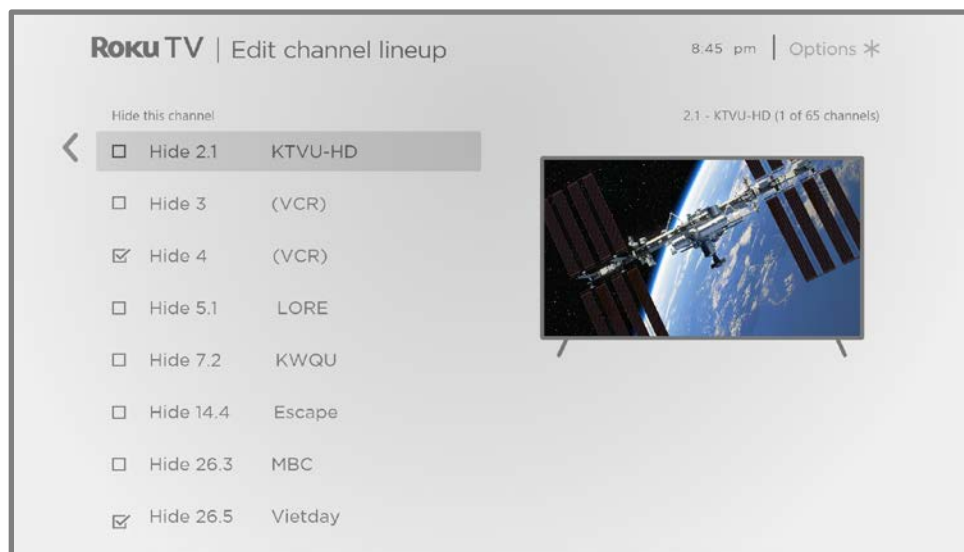 Roku TV | Edit channel lineup
8.45 pm | Options *
Hide this channel
2.1 - KTVU-HD (1 of 65 channels)
Hide 2.1 KTVU-HD
Hide 3 (VCR)
Hide 4 (VCR)
Hide 5.1 LORE
Hide 7.2 KWQU
Hide 14.4 Escape
Hide 26.3 MBC
Hide 26.5 Vietday